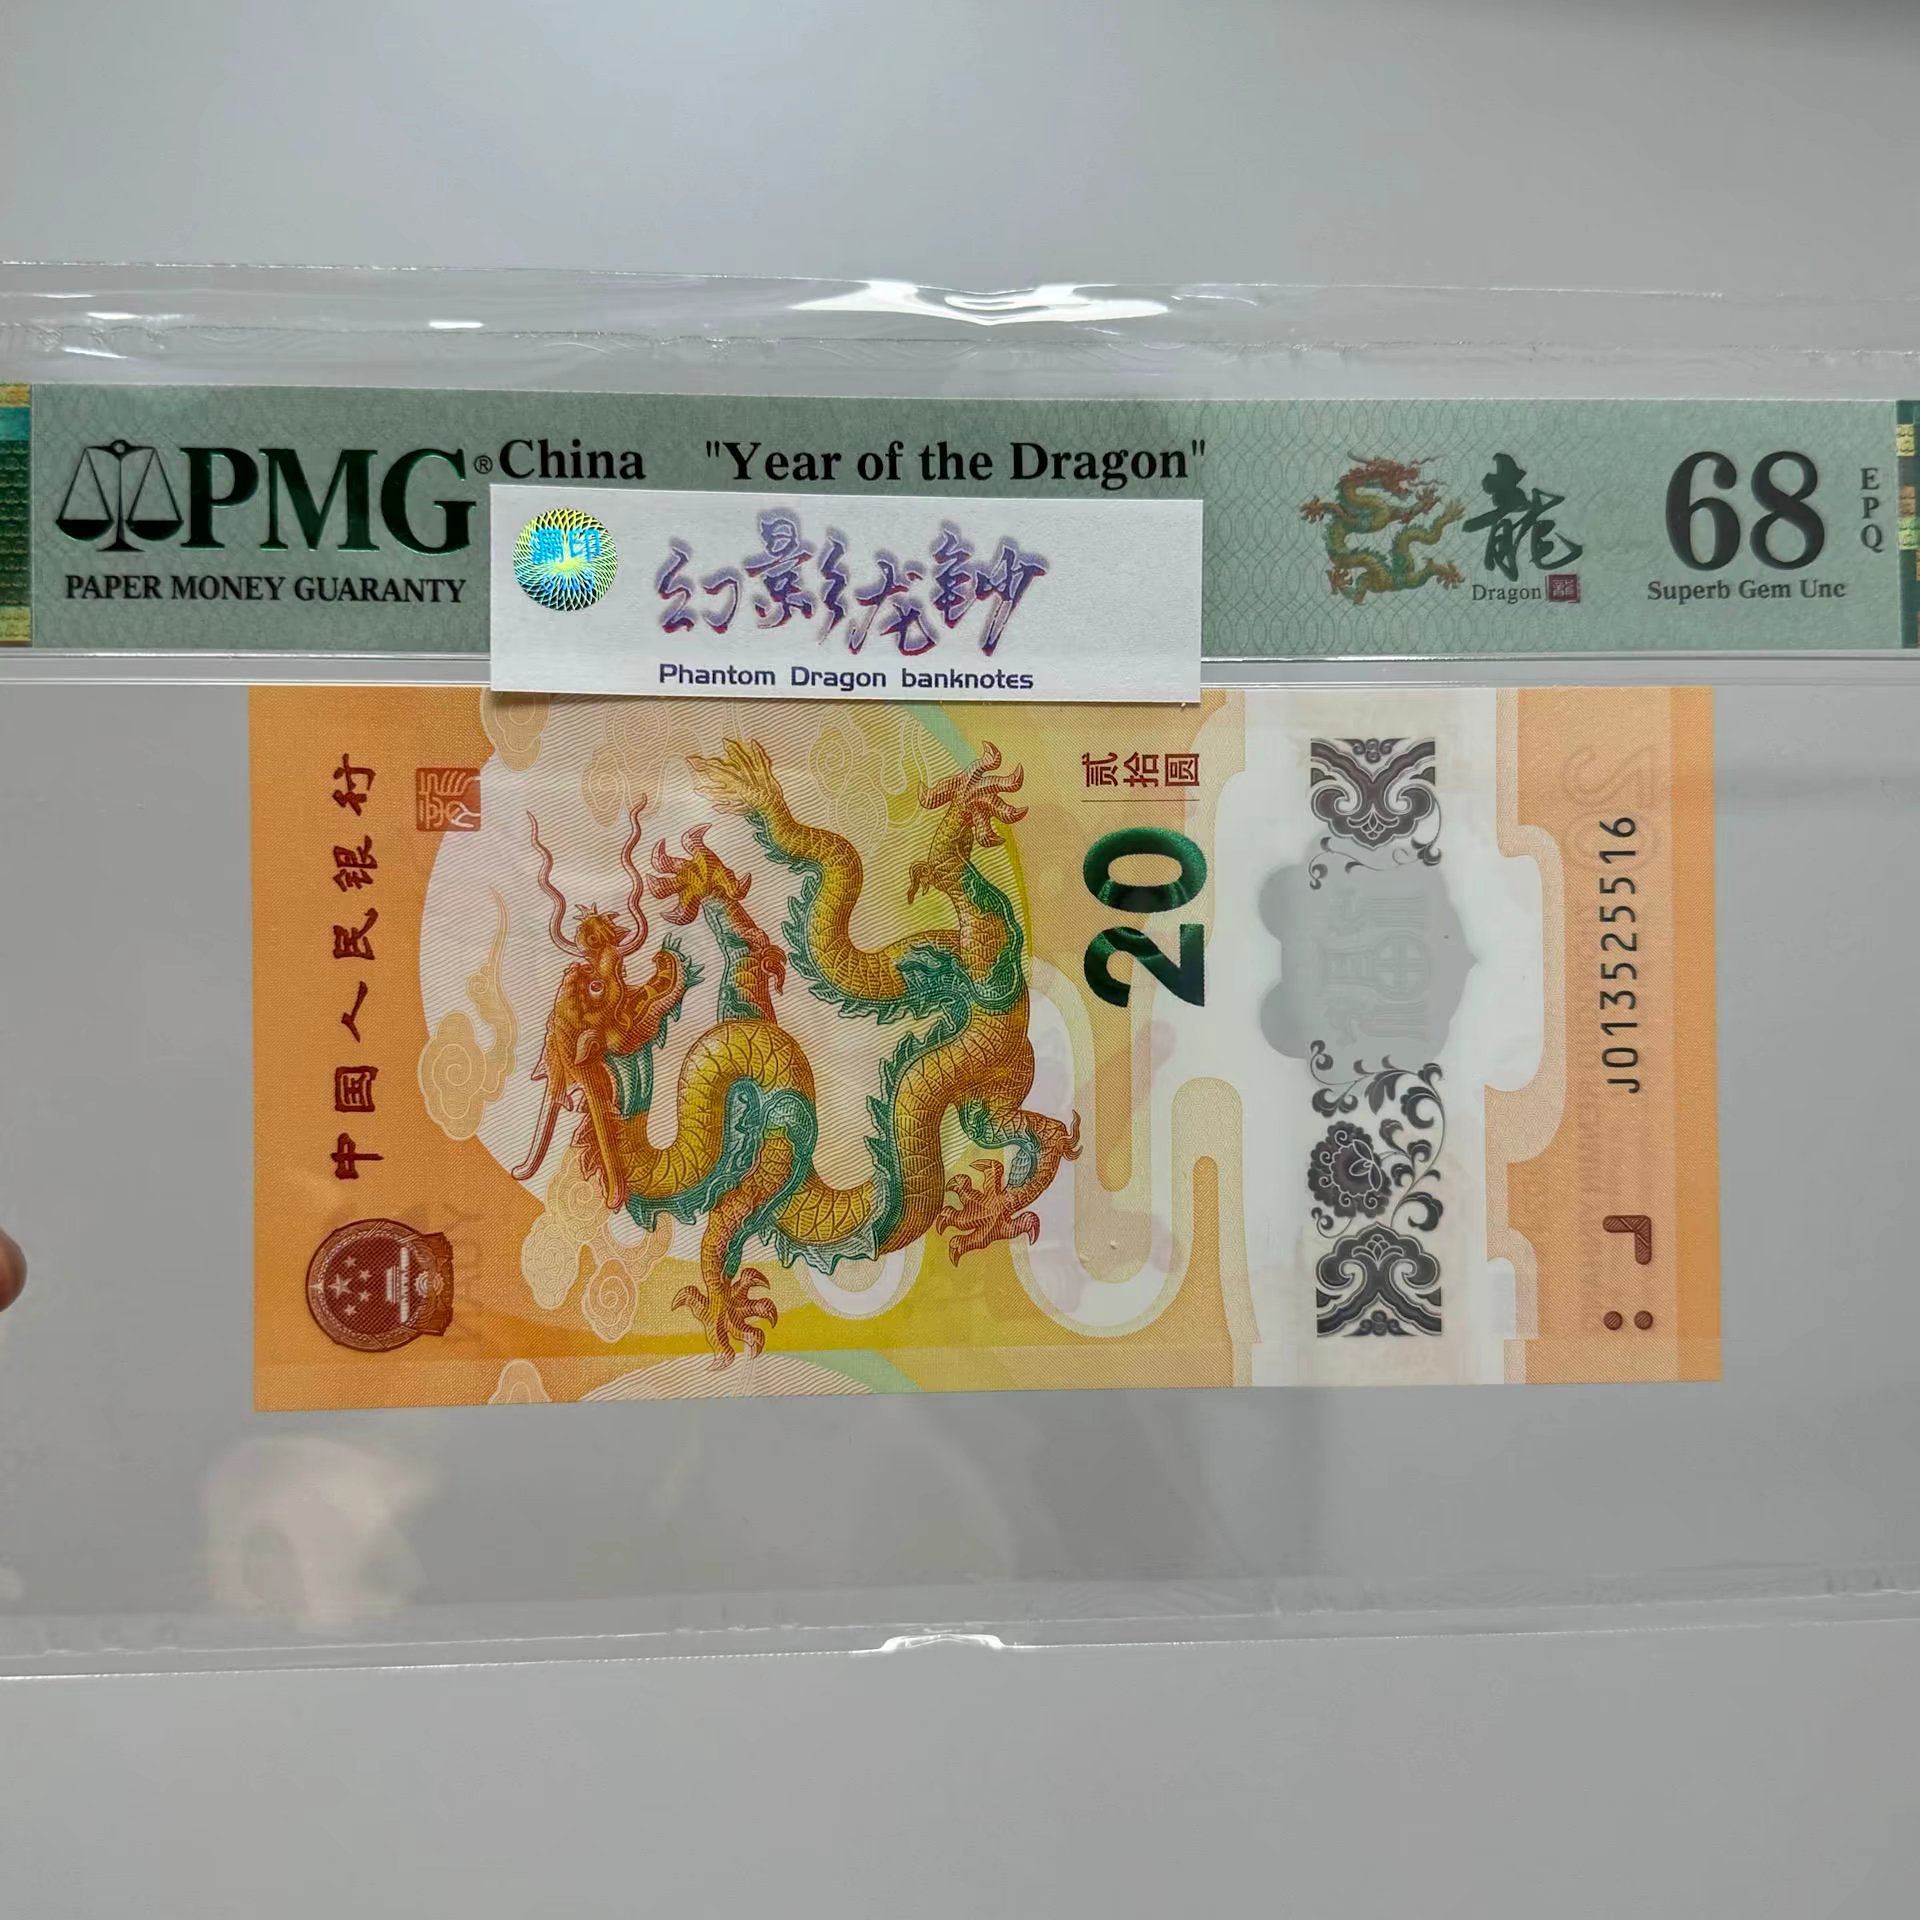 PMG® China "Year of the Dragon"
PAPER MONEY GUARANTY
龍
Dragon
68
EPQ
Superb Gem Unc
幻影龙钞
Phantom Dragon banknotes
中国人民银行
贰拾圆
20
J013525516